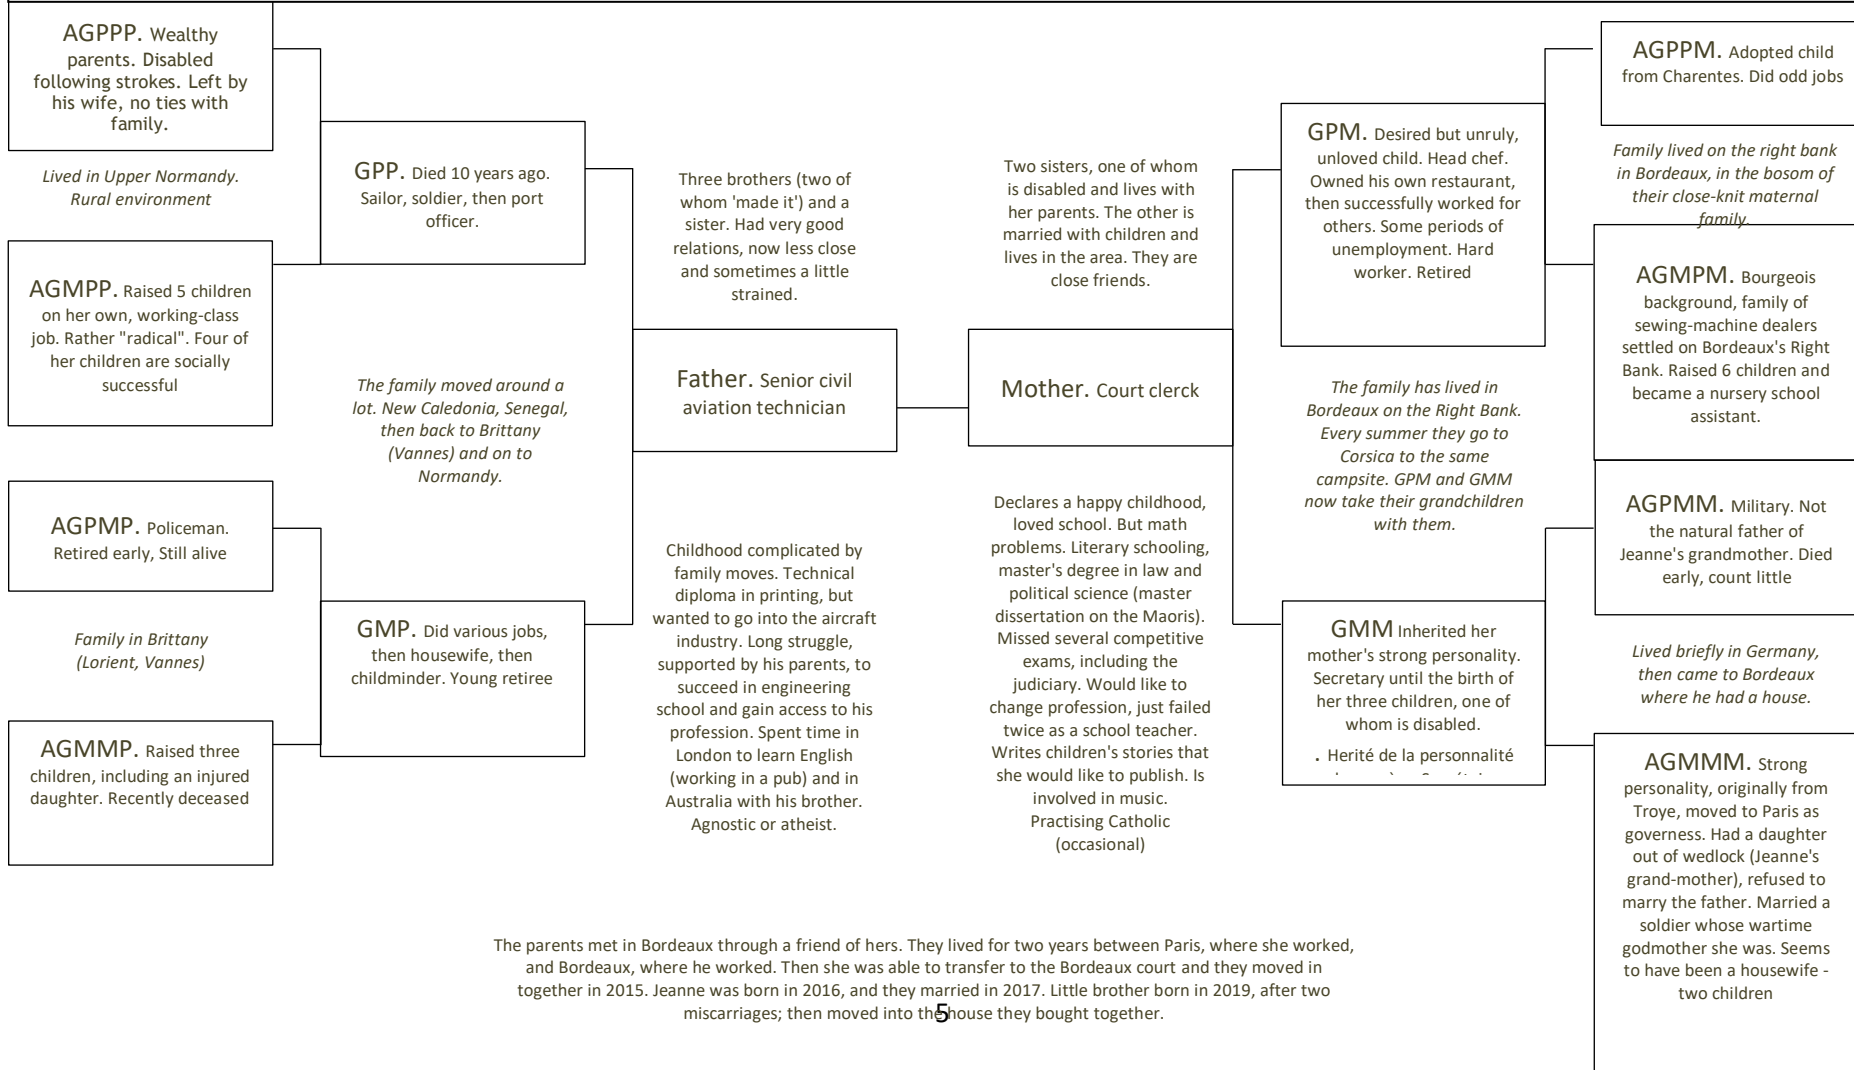 AGPPP. Wealthy
parents. Disabled
following strokes. Left by
his wife, no ties with
family.
Lived in Upper Normandy.
Rural environment
AGMPP. Raised 5 children
on her own, working-class
job. Rather "radical". Four of
her children are socially
successful
AGPMP. Policeman.
Retired early, Still alive
Family in Brittany
(Lorient, Vannes)
AGMMP. Raised three
children, including an injured
daughter. Recently deceased
GPP. Died 10 years ago.
Sailor, soldier, then port
officer.
The family moved around a
lot. New Caledonia, Senegal,
then back to Brittany
(Vannes) and on to
Normandy.
GMP. Did various jobs,
then housewife, then
childminder. Young retiree
Three brothers (two of
whom 'made it') and a
sister. Had very good
relations, now less close
and sometimes a little
strained.
Father. Senior civil
aviation technician
Childhood complicated by
family moves. Technical
diploma in printing, but
wanted to go into the aircraft
industry. Long struggle,
supported by his parents, to
succeed in engineering
school and gain access to his
profession. Spent time in
London to learn English
(working in a pub) and in
Australia with his brother.
Agnostic or atheist.
Two sisters, one of whom
is disabled and lives with
her parents. The other is
married with children and
lives in the area. They are
close friends.
Mother. Court clerck
Declares a happy childhood,
loved school. But math
problems. Literary schooling,
master's degree in law and
political science (master
dissertation on the Maoris).
Missed several competitive
exams, including the
judiciary. Would like to
change profession, just failed
twice as a school teacher.
Writes children's stories that
she would like to publish. Is
involved in music.
Practising Catholic
(occasional)
GPM. Desired but unruly,
unloved child. Head chef.
Owned his own restaurant,
then successfully worked for
others. Some periods of
unemployment. Hard
worker. Retired
The family has lived in
Bordeaux on the Right Bank.
Every summer they go to
Corsica to the same
campsite. GPM and GMM
now take their grandchildren
with them.
GMM Inherited her
mother's strong personality.
Secretary until the birth of
her three children, one of
whom is disabled.
. Herité de la personnalité
AGPPM. Adopted child
from Charentes. Did odd jobs
Family lived on the right bank
in Bordeaux, in the bosom of
their close-knit maternal
family.
AGMPM. Bourgeois
background, family of
sewing-machine dealers
settled on Bordeaux's Right
Bank. Raised 6 children and
became a nursery school
assistant.
AGPMM. Military. Not
the natural father of
Jeanne's grandmother. Died
early, count little
Lived briefly in Germany,
then came to Bordeaux
where he had a house.
AGMMM. Strong
personality, originally from
Troye, moved to Paris as
governess. Had a daughter
out of wedlock (Jeanne's
grand-mother), refused to
marry the father. Married a
soldier whose wartime
godmother she was. Seems
to have been a housewife -
two children
The parents met in Bordeaux through a friend of hers. They lived for two years between Paris, where she worked,
and Bordeaux, where he worked. Then she was able to transfer to the Bordeaux court and they moved in
together in 2015. Jeanne was born in 2016, and they married in 2017. Little brother born in 2019, after two
miscarriages; then moved into the house they bought together.
5